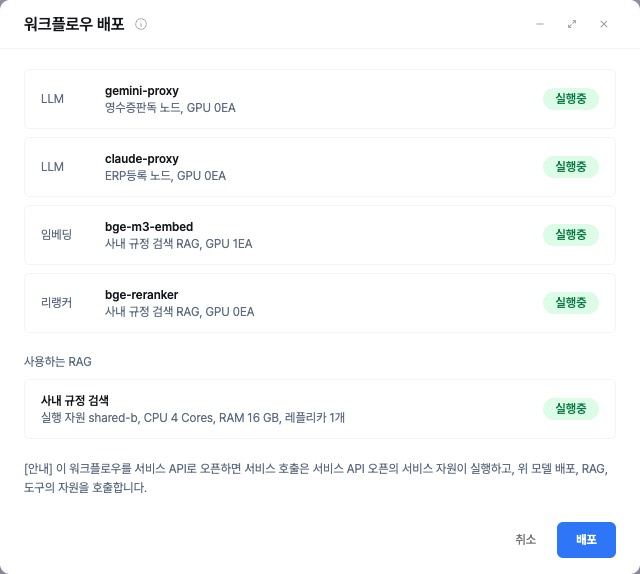 워크플로우 배포
LLM
gemini-proxy
영수증판독 노드, GPU 0EA
실행중
LLM
claude-proxy
ERP등록 노드, GPU 0EA
실행중
임베딩
bge-m3-embed
사내 규정 검색 RAG, GPU 1EA
실행중
리랭커
bge-reranker
사내 규정 검색 RAG, GPU 0EA
실행중
사용하는 RAG
사내 규정 검색
실행 자원 shared-b, CPU 4 Cores, RAM 16 GB, 레플리카 1개
실행중
[안내] 이 워크플로우를 서비스 API로 오픈하면 서비스 호출은 서비스 API 오픈의 서비스 자원이 실행하고, 위 모델 배포, RAG,
도구의 자원을 호출합니다.
취소
배포